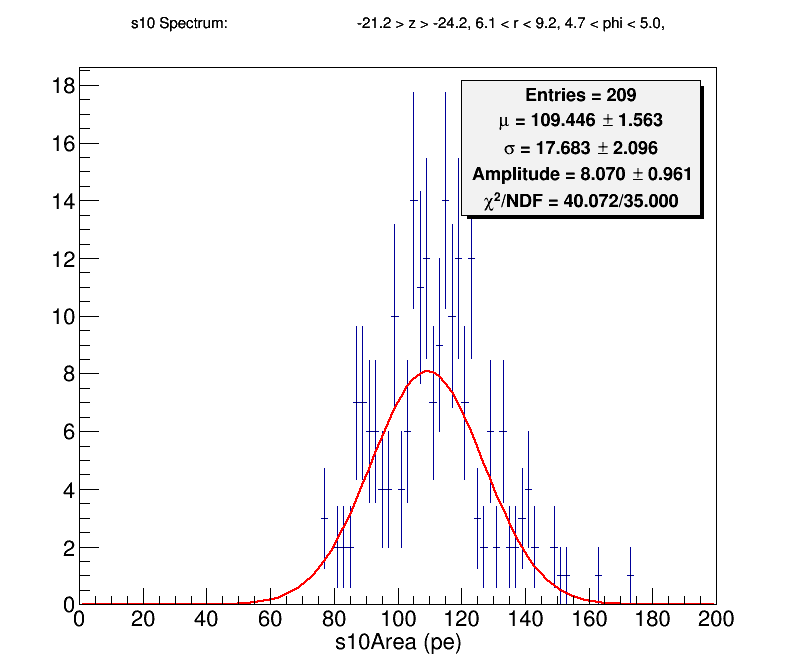 s10 Spectrum: -21.2 > z > -24.2, 6.1 < r < 9.2, 4.7 < phi < 5.0,
Entries = 209
μ = 109.446 ± 1.563
σ = 17.683 ± 2.096
Amplitude = 8.070 ± 0.961
χ²/NDF = 40.072/35.000
18
16
14
12
10
8
6
4
2
0
0 20 40 60 80 100 120 140 160 180 200
s10Area (pe)